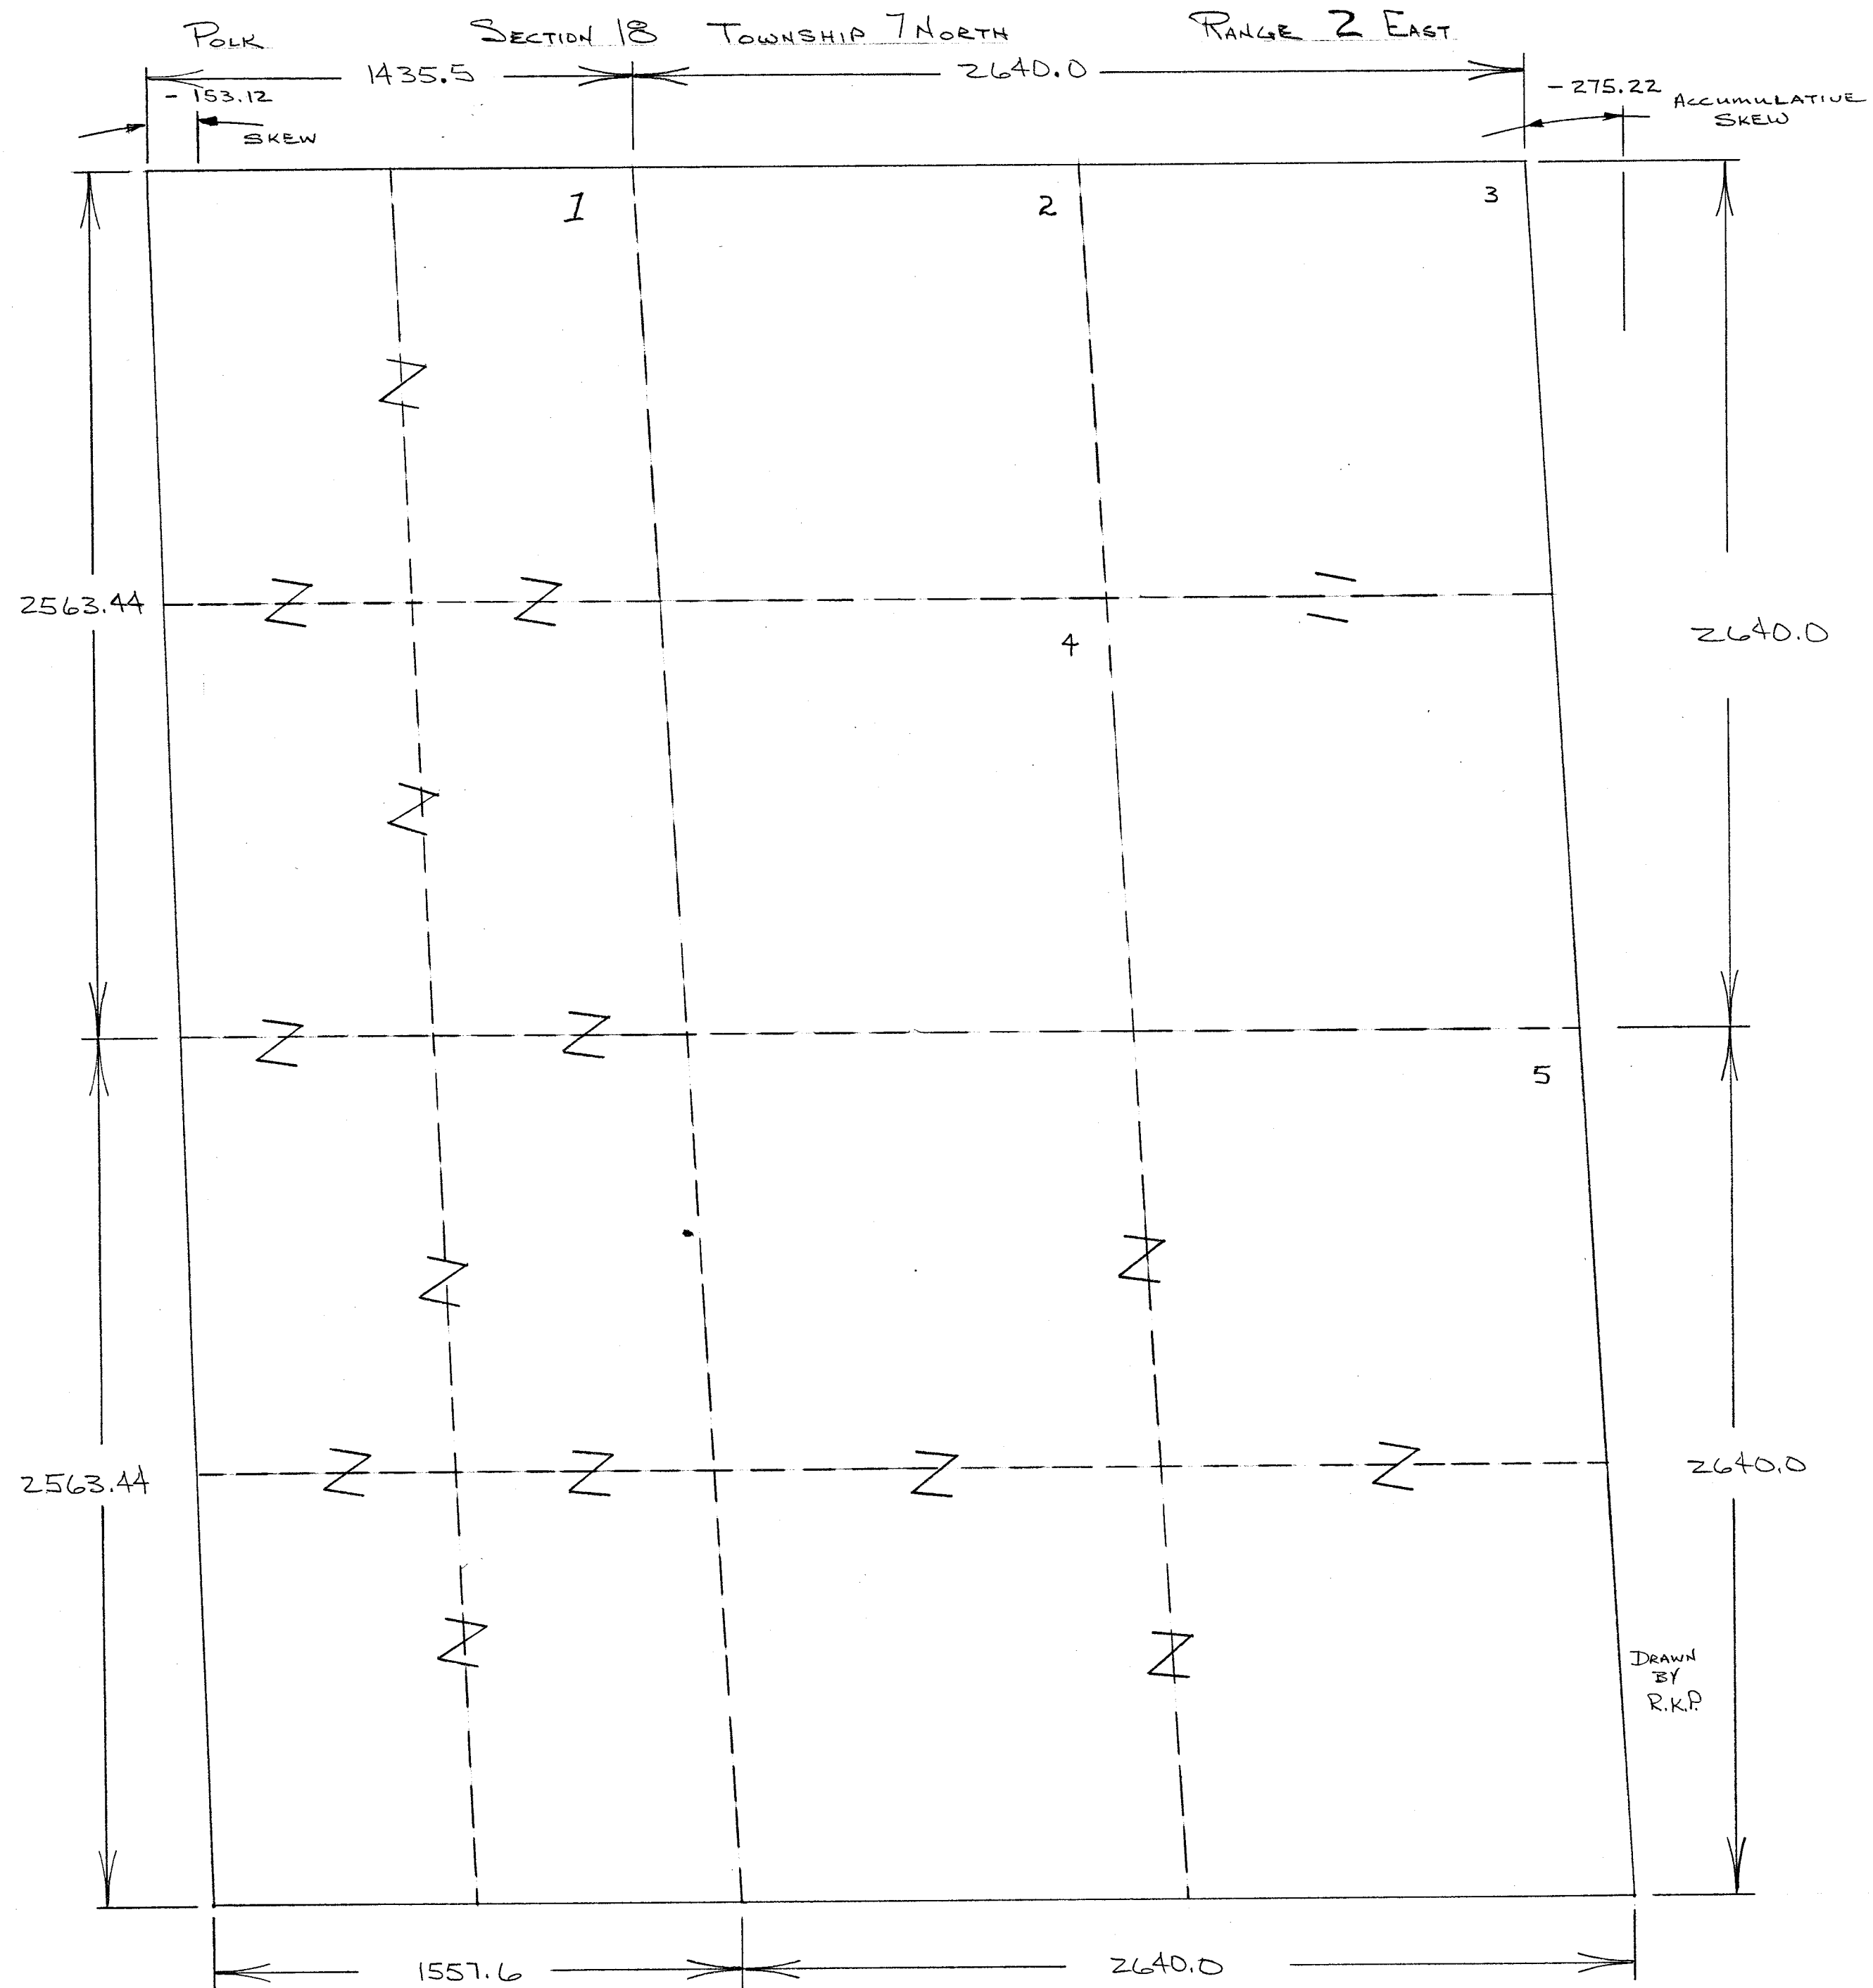 POLK SECTION 18 TOWNSHIP 7 NORTH RANGE 2 EAST
1435.5 2640.0
- 153.12 - 275.22
SKEW ACCUMULATIVE
SKEW
1 2 3
2563.44 2640.0
4
5
2563.44 2640.0
DRAWN
BY
R.K.P.
1557.6 2640.0